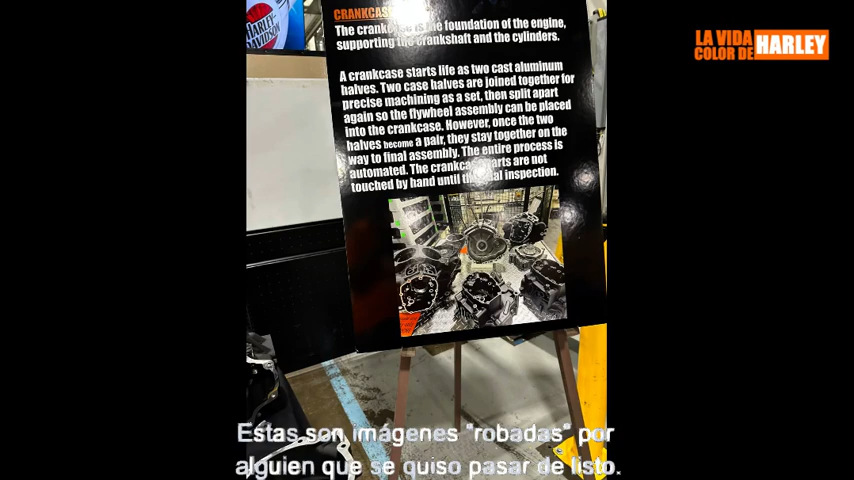 HARLEY-
DAVIDSON
CRANKCASE
The crankcase is the foundation of the engine,
supporting the crankshaft and the cylinders.
A crankcase starts life as two cast aluminum
halves. Two case halves are joined together for
precise machining as a set, then split apart
again so the flywheel assembly can be placed
into the crankcase. However, once the two
halves become a pair, they stay together on the
way to final assembly. The entire process is
automated. The crankcase parts are not
touched by hand until the final inspection.
LA VIDA
COLOR DE HARLEY
Estas son imágenes "robadas" por
alguien que se quiso pasar de listo.